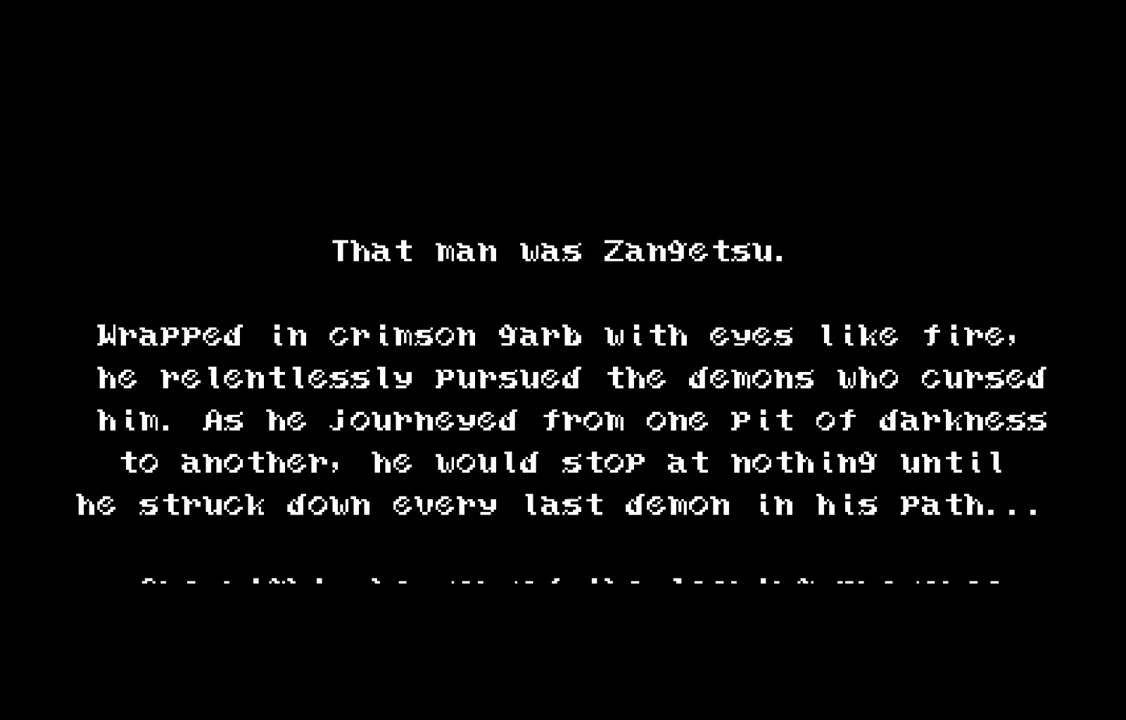 That man was Zangetsu.
Wrapped in crimson garb with eyes like fire,
he relentlessly pursued the demons who cursed
him. As he journeyed from one pit of darkness
to another, he would stop at nothing until
he struck down every last demon in his path...